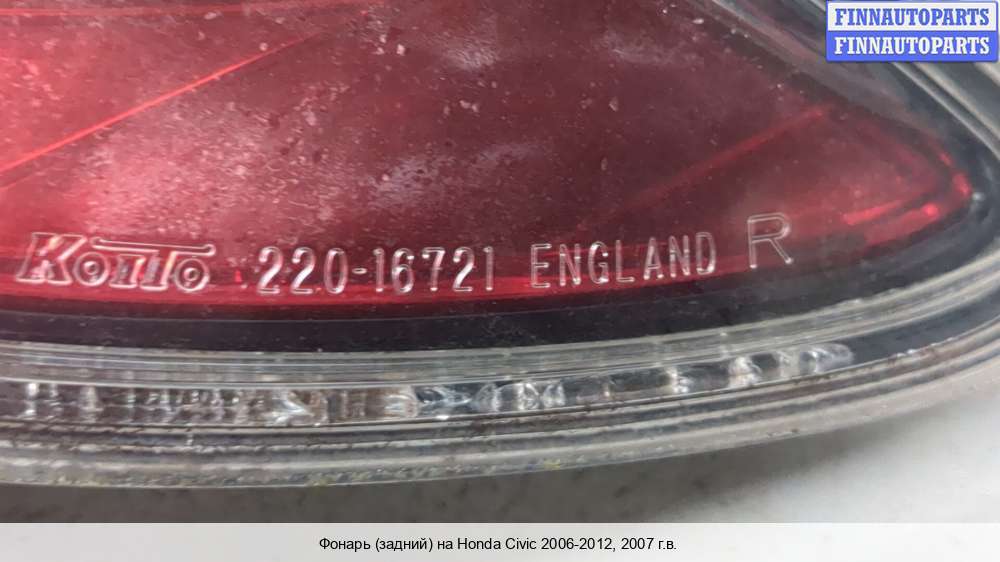 FINNAUTOPARTS
FINNAUTOPARTS
Koito 220-16721 ENGLAND R
Фонарь (задний) на Honda Civic 2006-2012, 2007 г.в.